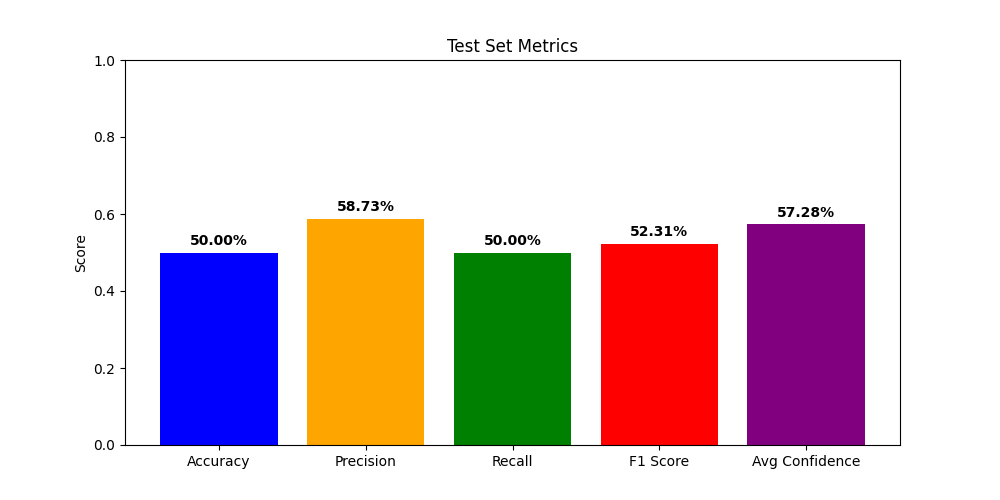 Test Set Metrics
1.0
0.8
0.6
0.4
0.2
0.0
Score
50.00%
58.73%
50.00%
52.31%
57.28%
Accuracy
Precision
Recall
F1 Score
Avg Confidence